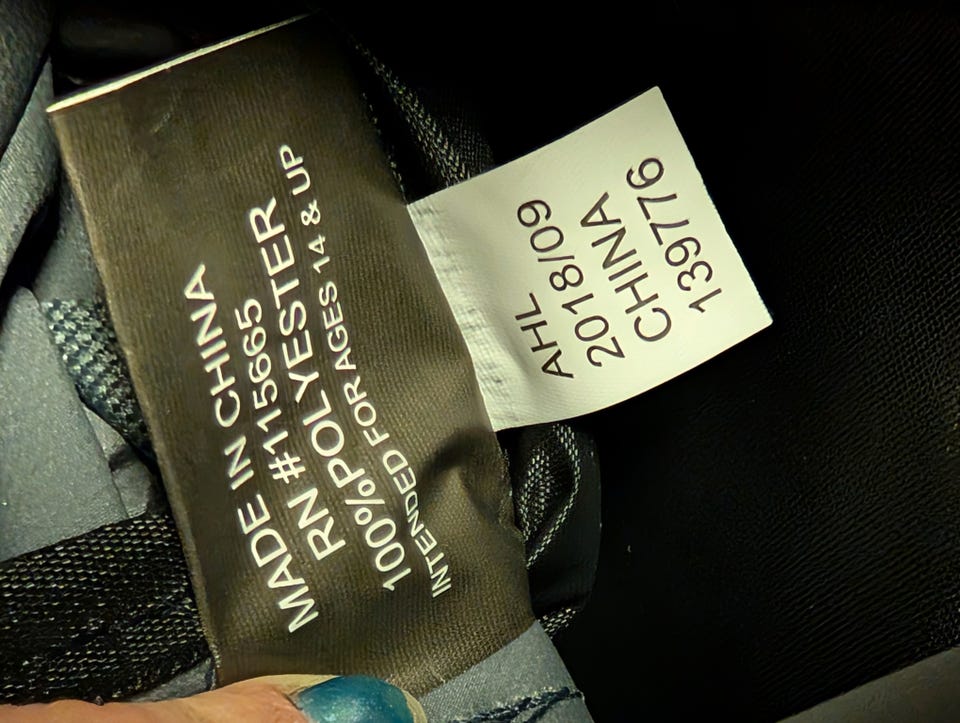 MADE IN CHINA
RN #115665
100%POLYESTER
INTENDED FOR AGES 14 & UP
AHL
2018/09
CHINA
139776